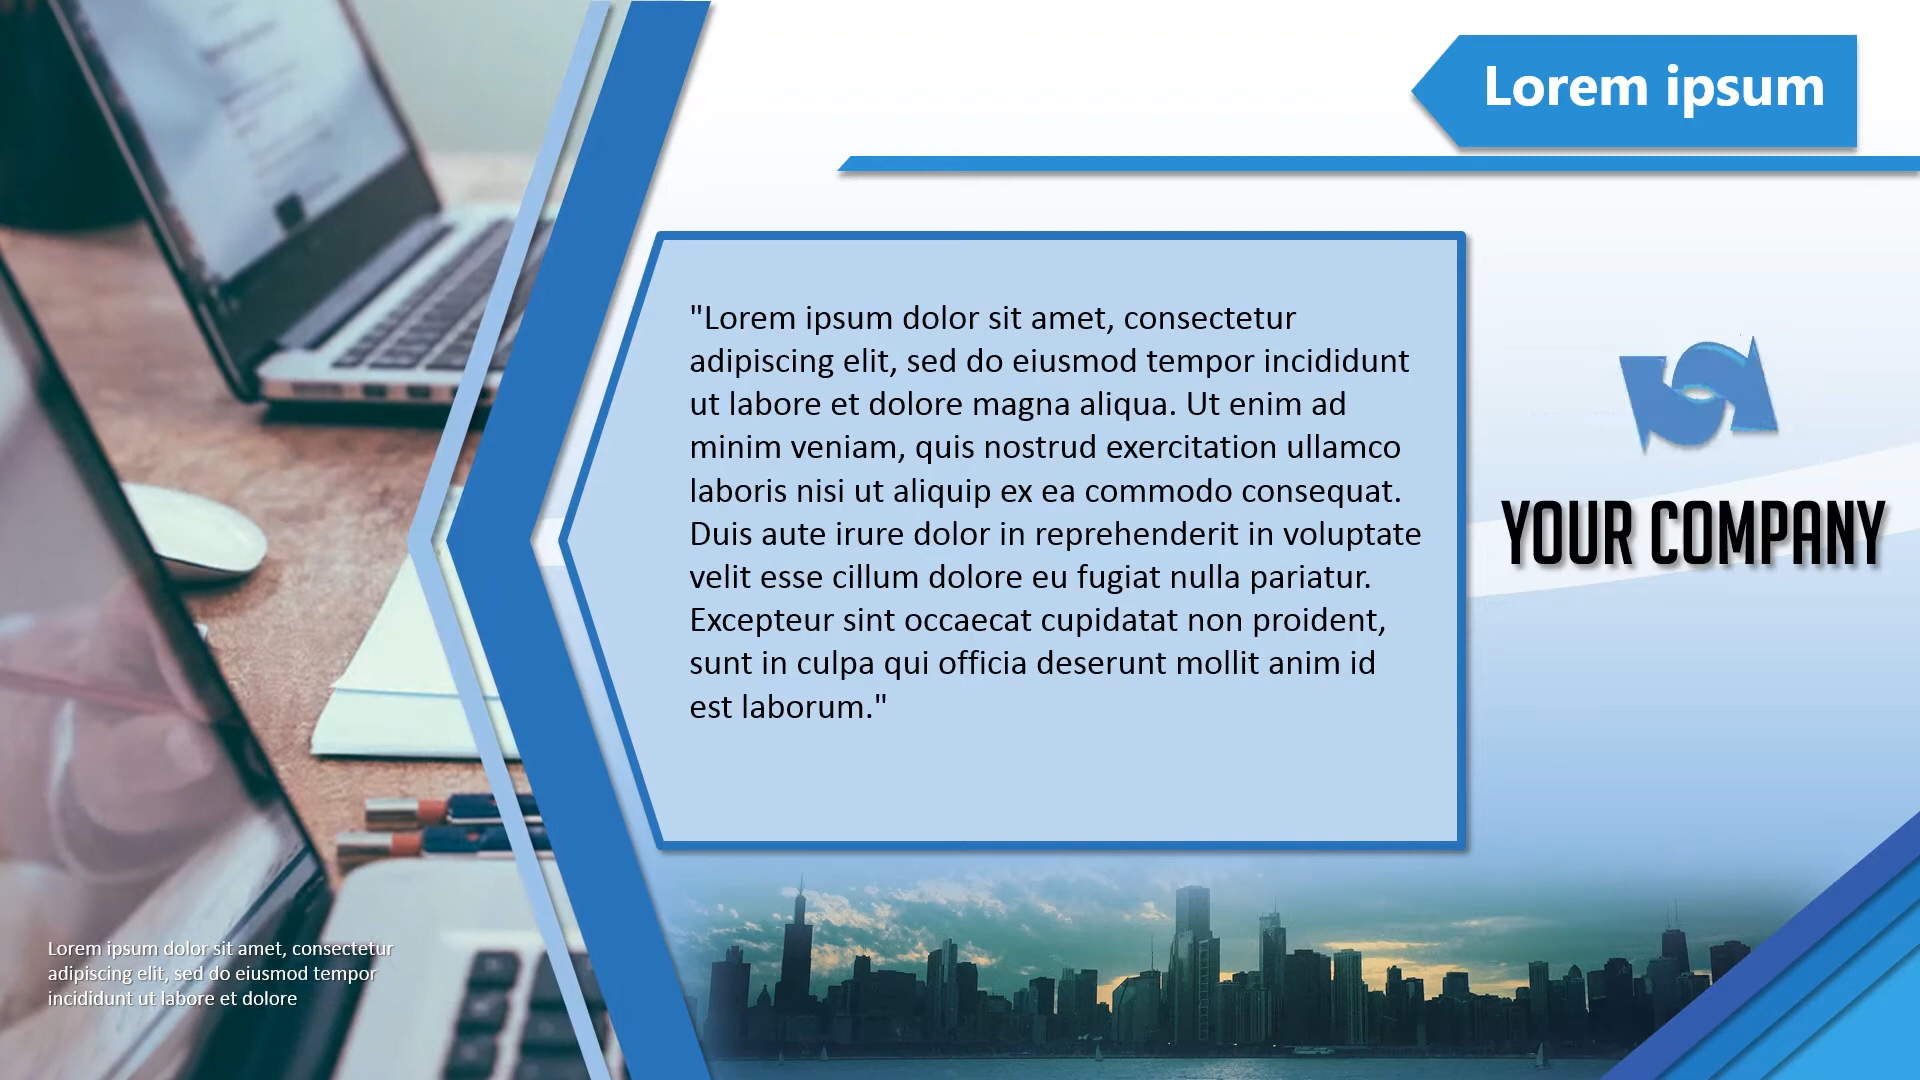 Lorem ipsum
"Lorem ipsum dolor sit amet, consectetur
adipiscing elit, sed do eiusmod tempor incididunt
ut labore et dolore magna aliqua. Ut enim ad
minim veniam, quis nostrud exercitation ullamco
laboris nisi ut aliquip ex ea commodo consequat.
Duis aute irure dolor in reprehenderit in voluptate
velit esse cillum dolore eu fugiat nulla pariatur.
Excepteur sint occaecat cupidatat non proident,
sunt in culpa qui officia deserunt mollit anim id
est laborum."
YOUR COMPANY
Lorem ipsum dolor sit amet, consectetur
adipiscing elit, sed do eiusmod tempor
incididunt ut labore et dolore